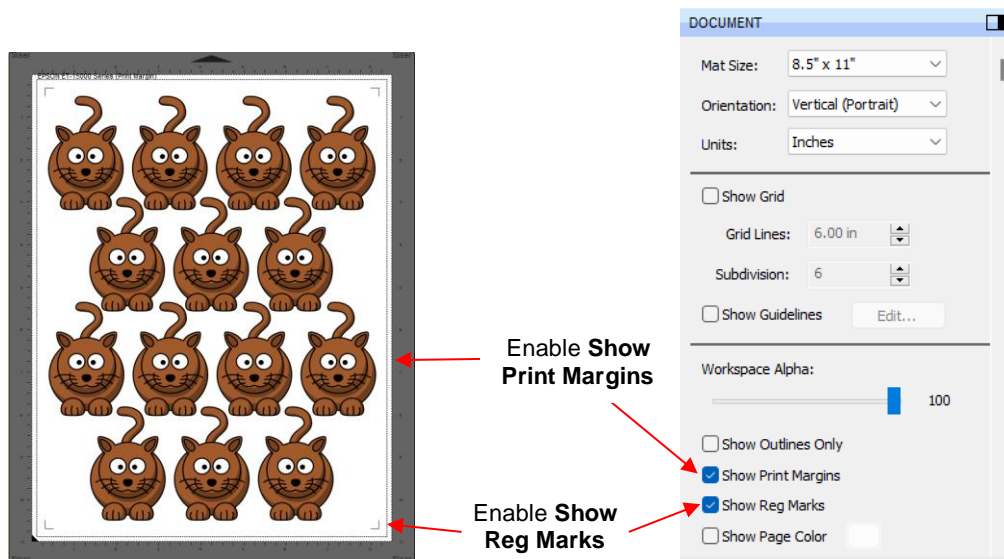 Siser
Siser
EPSON ET-15000 Series (Print Margin)
Enable Show
Print Margins
Enable Show
Reg Marks
DOCUMENT
Mat Size: 8.5" x 11"
Orientation: Vertical (Portrait)
Units: Inches
Show Grid
Grid Lines: 6.00 in
Subdivision: 6
Show Guidelines Edit...
Workspace Alpha:
100
Show Outlines Only
Show Print Margins
Show Reg Marks
Show Page Color